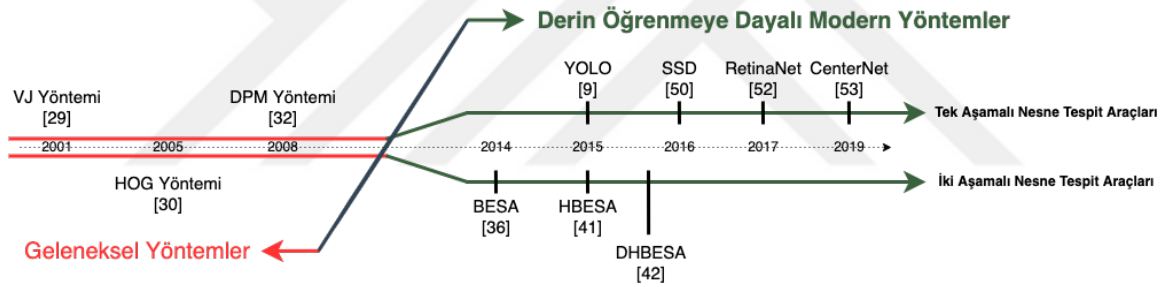 Derin Öğrenmeye Dayalı Modern Yöntemler
YOLO
[9]
SSD
[50]
RetinaNet
[52]
CenterNet
[53]
VJ Yöntemi
[29]
DPM Yöntemi
[32]
Tek Aşamalı Nesne Tespit Araçları
2001
2005
2008
2014
2015
2016
2017
2019
HOG Yöntemi
[30]
İki Aşamalı Nesne Tespit Araçları
BESA
[36]
HBESA
[41]
DHBESA
[42]
Geleneksel Yöntemler